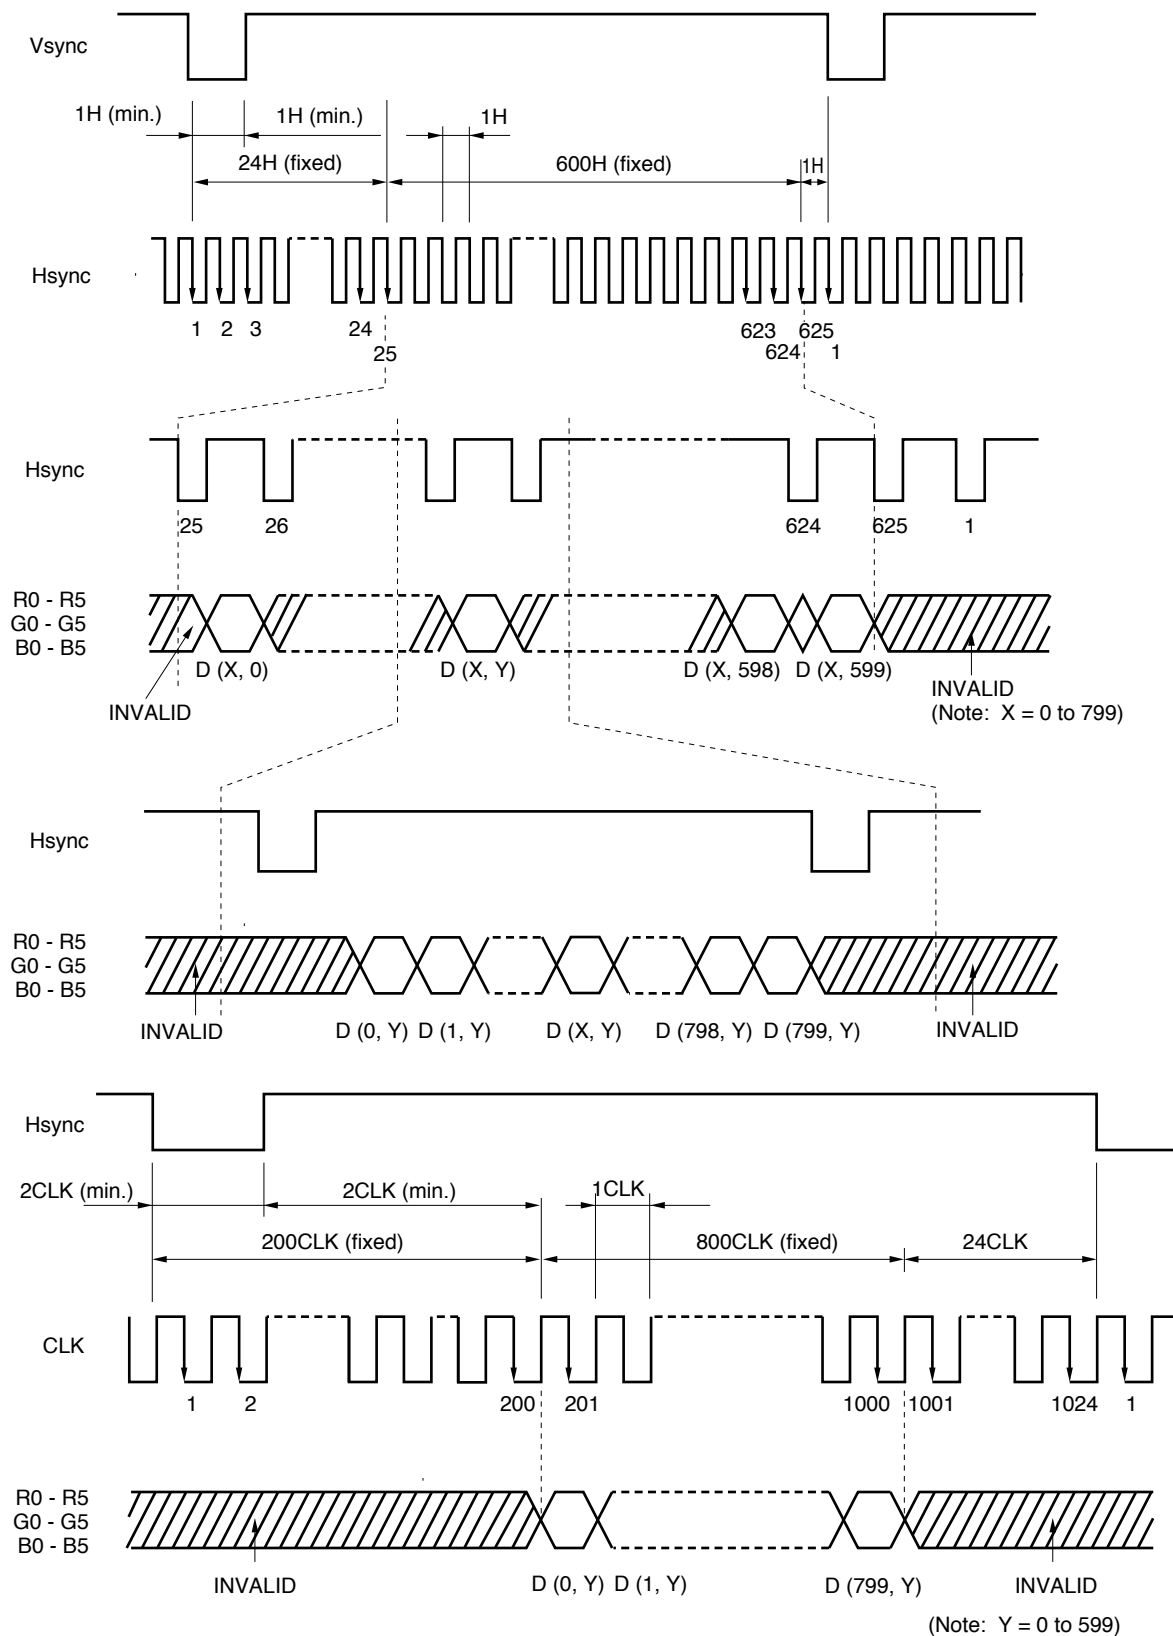 Vsync
1H (min.) 1H (min.) 1H
24H (fixed) 600H (fixed) 1H
Hsync
1 2 3 24 623 625
25 624 1
Hsync
25 26 624 625 1
R0 - R5
G0 - G5
B0 - B5
D (X, 0) D (X, Y) D (X, 598) D (X, 599)
INVALID INVALID
(Note: X = 0 to 799)
Hsync
R0 - R5
G0 - G5
B0 - B5
INVALID D (0, Y) D (1, Y) D (X, Y) D (798, Y) D (799, Y) INVALID
Hsync
2CLK (min.) 2CLK (min.) 1CLK
200CLK (fixed) 800CLK (fixed) 24CLK
CLK
1 2 200 201 1000 1001 1024 1
R0 - R5
G0 - G5
B0 - B5
INVALID D (0, Y) D (1, Y) D (799, Y) INVALID
(Note: Y = 0 to 599)